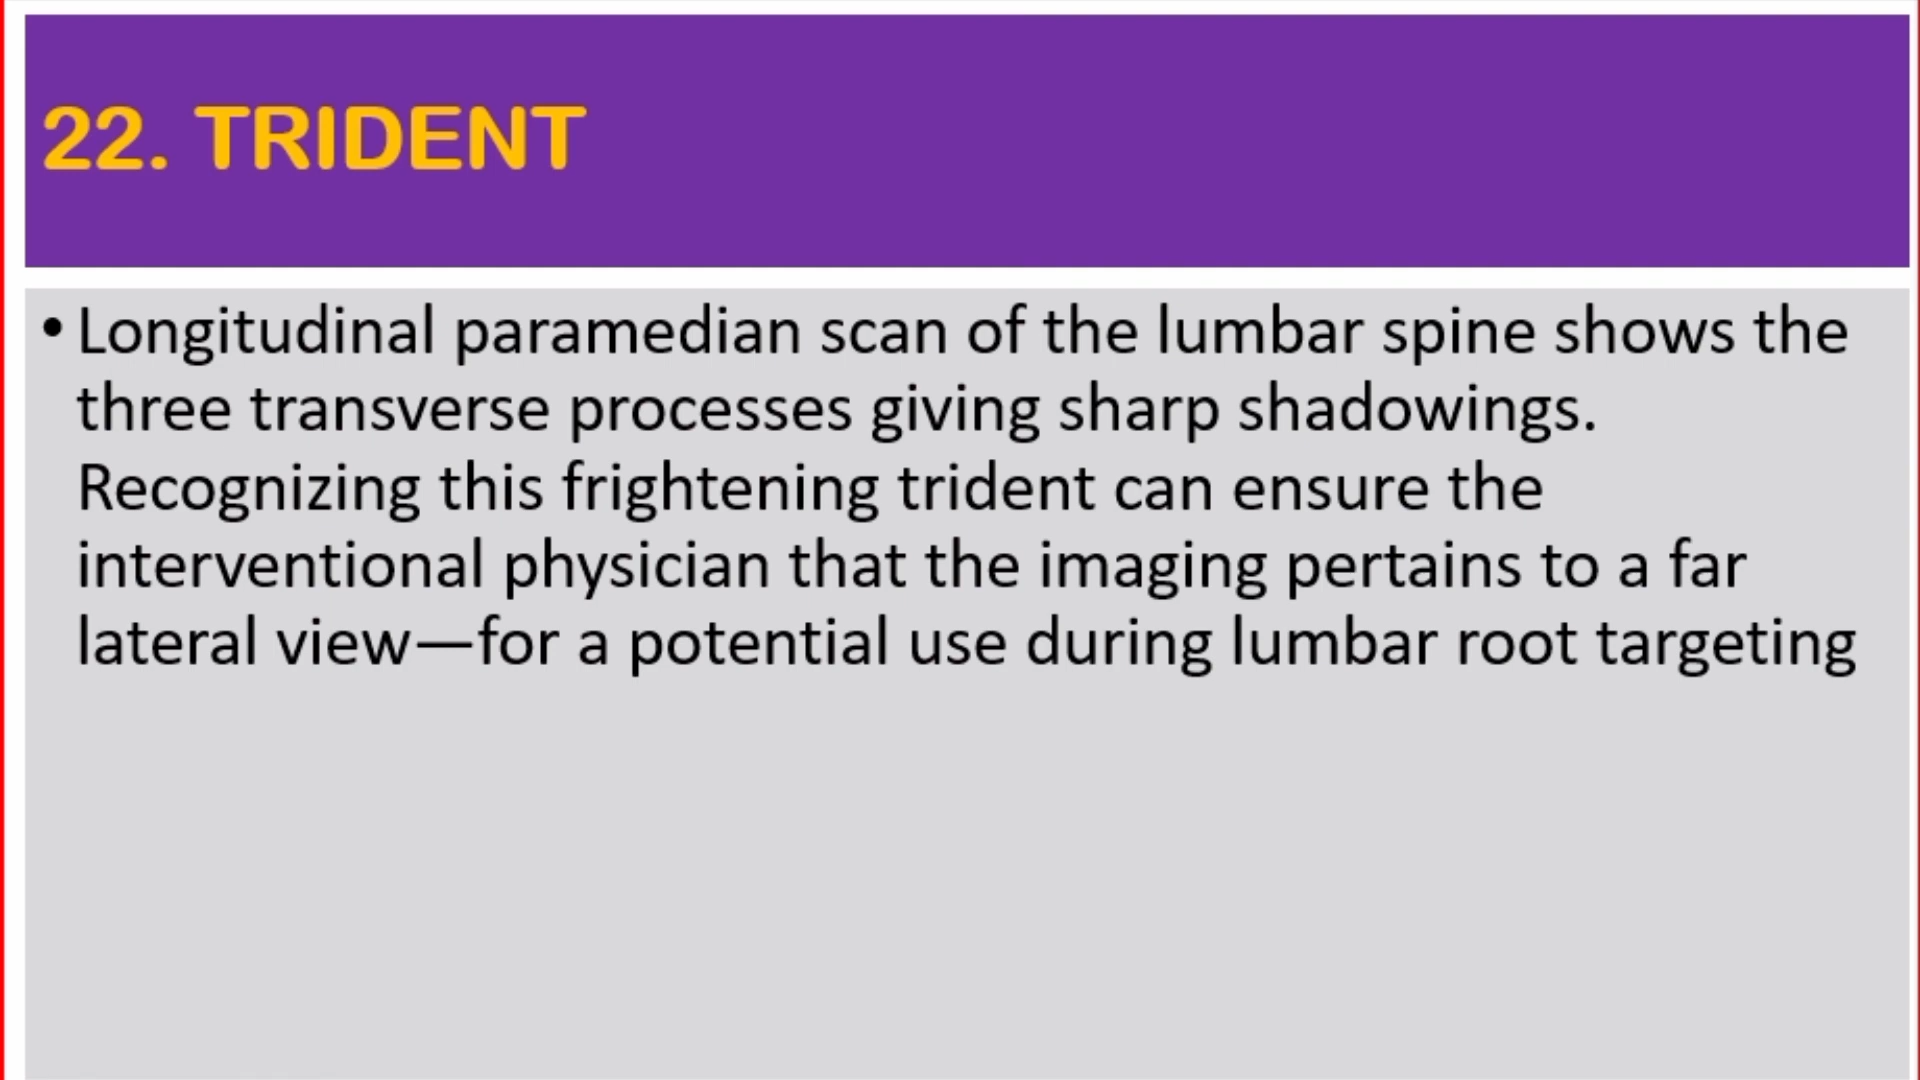 22. TRIDENT
• Longitudinal paramedian scan of the lumbar spine shows the
three transverse processes giving sharp shadowings.
Recognizing this frightening trident can ensure the
interventional physician that the imaging pertains to a far
lateral view—for a potential use during lumbar root targeting